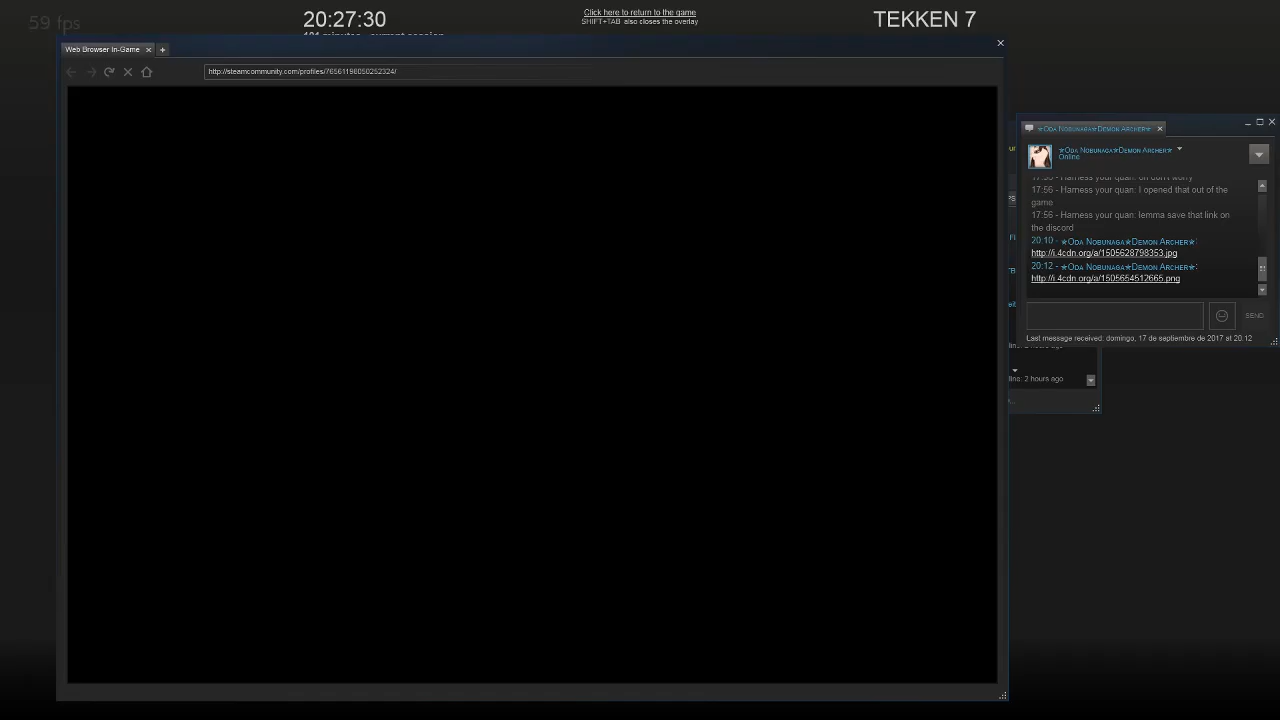 59 fps
20:27:30
Click here to return to the game
SHIFT+TAB also closes the overlay
TEKKEN 7
Web Browser In-Game
http://steamcommunity.com/profiles/76561198050252324/
✭Oda Nobunaga✭Demon Archer✭
✭Oda Nobunaga✭Demon Archer✭
Online
17:56 - Harness your quan: I opened that out of the
game
17:56 - Harness your quan: lemma save that link on
the discord
20:10 - ✭Oda Nobunaga✭Demon Archer✭:
http://i.4cdn.org/a/1505628798353.jpg
20:12 - ✭Oda Nobunaga✭Demon Archer✭:
http://i.4cdn.org/a/1505654512665.png
SEND
Last message received: domingo, 17 de septiembre de 2017 at 20:12
line: 2 hours ago